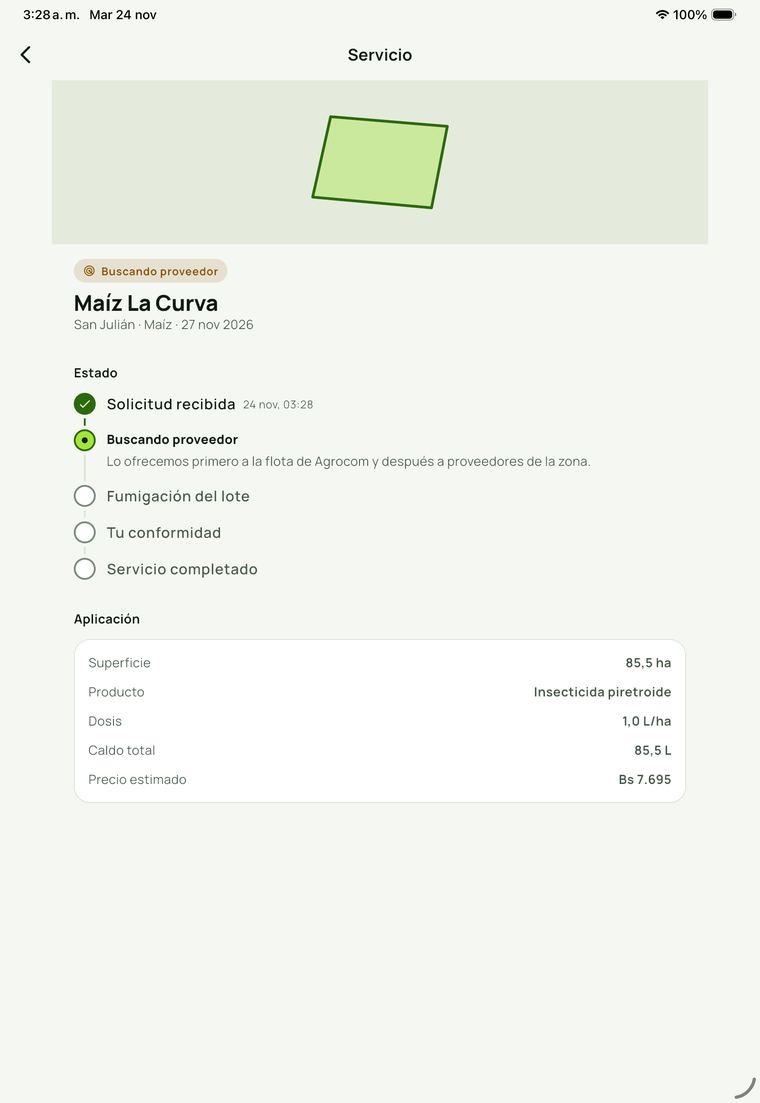 3:28 a. m. Mar 24 nov 100%
Servicio
Buscando proveedor
Maíz La Curva
San Julián · Maíz · 27 nov 2026
Estado
Solicitud recibida 24 nov, 03:28
Buscando proveedor
Lo ofrecemos primero a la flota de Agrocom y después a proveedores de la zona.
Fumigación del lote
Tu conformidad
Servicio completado
Aplicación
Superficie 85,5 ha
Producto Insecticida piretroide
Dosis 1,0 L/ha
Caldo total 85,5 L
Precio estimado Bs 7.695